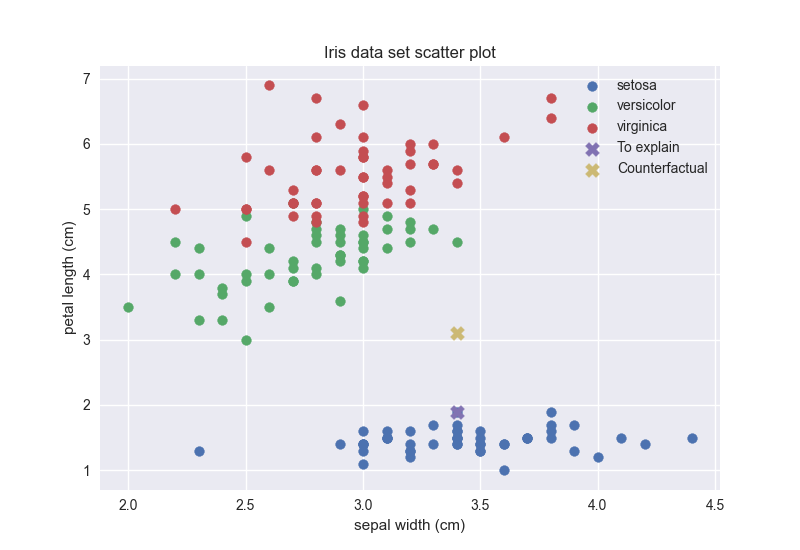 Iris data set scatter plot
7
6
5
4
3
2
1
petal length (cm)
setosa
versicolor
virginica
To explain
Counterfactual
2.0 2.5 3.0 3.5 4.0 4.5
sepal width (cm)